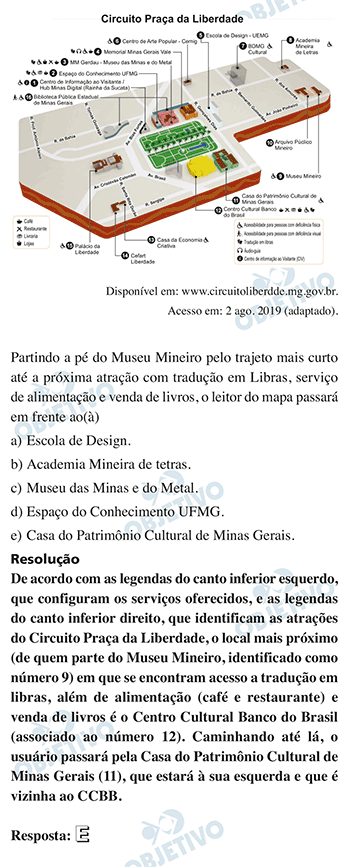 Circuito Praça da Liberdade
5 Escola de Design - UEMG
6 Centro de Arte Popular - Cemig
7 BDMG Cultural
8 Academia Mineira de Letras
4 Memorial Minas Gerais Vale
3 MM Gerdau - Museu das Minas e do Metal
2 Espaço do Conhecimento UFMG
1 Centro de Informação ao Visitante / Hub Minas Digital (Rainha da Sucata)
Biblioteca Pública Estadual de Minas Gerais
R. da Bahia
Av. João Pinheiro
Av. Cristóvão Colombo
Av. Brasil
R. Sergipe
10 Arquivo Público Mineiro
9 Museu Mineiro
11 Casa do Patrimônio Cultural de Minas Gerais
12 Centro Cultural Banco do Brasil
13 Casa da Economia Criativa
14 Cefart Liberdade
15 Palácio da Liberdade
Café
Restaurante
Livraria
Lojas
Acessibilidade para pessoas com deficiência física
Acessibilidade para pessoas com deficiência visual
Tradução em libras
Audio-guia
Centro de informação ao Visitante (CIV)
Disponível em: www.circuitoliberdde.mg.gov.br.
Acesso em: 2 ago. 2019 (adaptado).
Partindo a pé do Museu Mineiro pelo trajeto mais curto
até a próxima atração com tradução em Libras, serviço
de alimentação e venda de livros, o leitor do mapa passará
em frente ao(à)
a) Escola de Design.
b) Academia Mineira de tetras.
c) Museu das Minas e do Metal.
d) Espaço do Conhecimento UFMG.
e) Casa do Patrimônio Cultural de Minas Gerais.
Resolução
De acordo com as legendas do canto inferior esquerdo,
que configuram os serviços oferecidos, e as legendas
do canto inferior direito, que identificam as atrações
do Circuito Praça da Liberdade, o local mais próximo
(de quem parte do Museu Mineiro, identificado como
número 9) em que se encontram acesso a tradução em
libras, além de alimentação (café e restaurante) e
venda de livros é o Centro Cultural Banco do Brasil
(associado ao número 12). Caminhando até lá, o
usuário passará pela Casa do Patrimônio Cultural de
Minas Gerais (11), que estará à sua esquerda e que é
vizinha ao CCBB.
Resposta: E
OBJETIVO